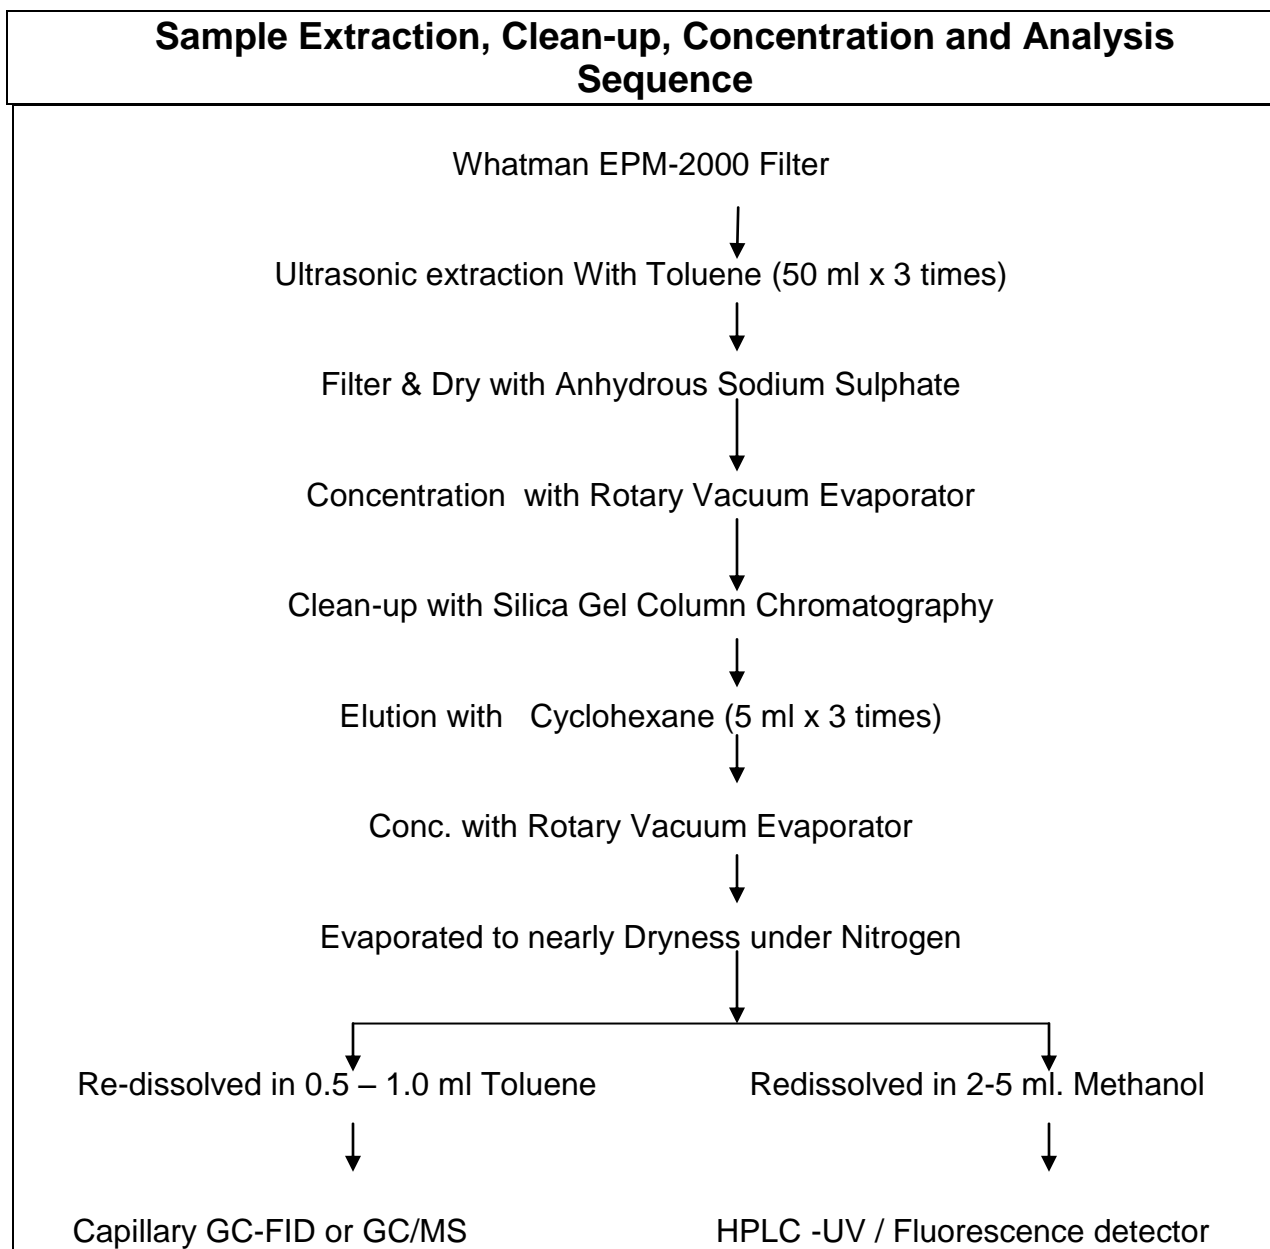 Sample Extraction, Clean-up, Concentration and Analysis
Sequence
Whatman EPM-2000 Filter
Ultrasonic extraction With Toluene (50 ml x 3 times)
Filter & Dry with Anhydrous Sodium Sulphate
Concentration with Rotary Vacuum Evaporator
Clean-up with Silica Gel Column Chromatography
Elution with Cyclohexane (5 ml x 3 times)
Conc. with Rotary Vacuum Evaporator
Evaporated to nearly Dryness under Nitrogen
Re-dissolved in 0.5 – 1.0 ml Toluene
Redissolved in 2-5 ml. Methanol
Capillary GC-FID or GC/MS
HPLC -UV / Fluorescence detector